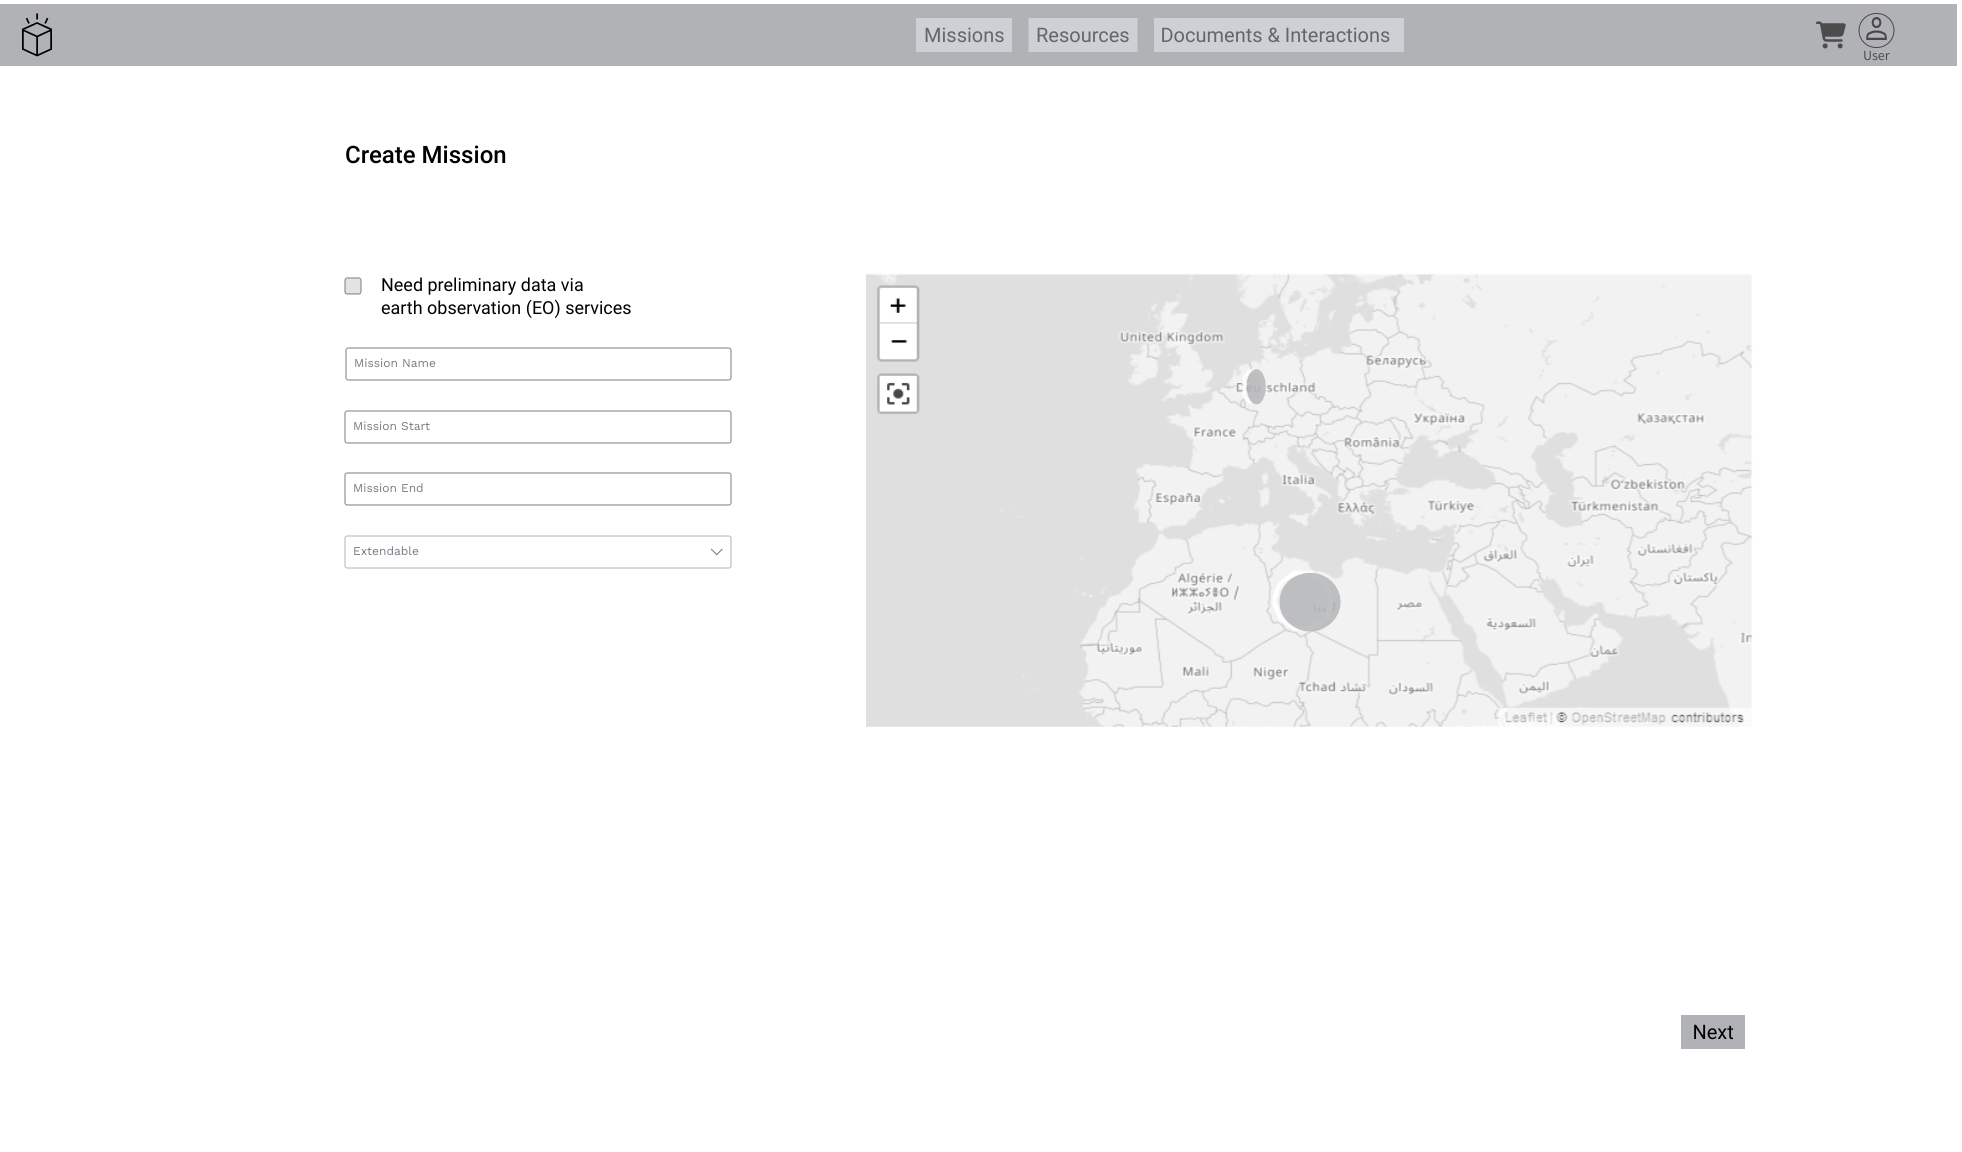 Missions
Resources
Documents & Interactions
User
Create Mission
Need preliminary data via
earth observation (EO) services
Mission Name
Mission Start
Mission End
Extendable
+
−
United Kingdom
Беларусь
schland
Україна
Қазақстан
France
România
Italia
O'zbekiston
España
Ελλάς
Türkiye
Türkmenistan
العراق
ایران
افغانستان
پاکستان
Algérie /
ⵍⵣⵣⴰⵢⴻⵔ /
الجزائر
مصر
السعودية
موريتانيا
عمان
In
Mali
Niger
Tchad تشاد
السودان
اليمن
Leaflet | © OpenStreetMap contributors
Next